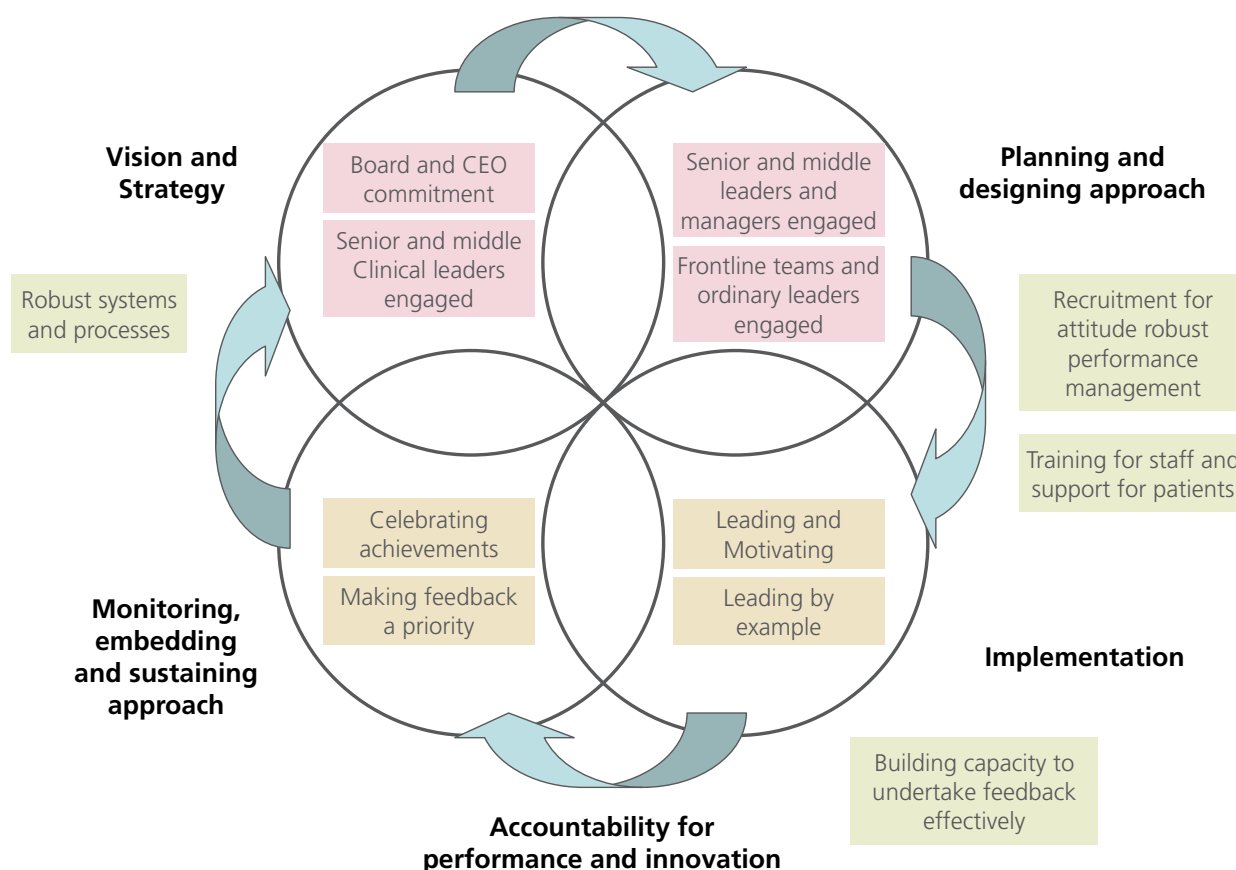 Vision and
Strategy
Board and CEO
commitment
Senior and middle
Clinical leaders
engaged
Senior and middle
leaders and
managers engaged
Frontline teams and
ordinary leaders
engaged
Planning and
designing approach
Robust systems
and processes
Recruitment for
attitude robust
performance
management
Training for staff and
support for patients
Celebrating
achievements
Making feedback
a priority
Leading and
Motivating
Leading by
example
Monitoring,
embedding
and sustaining
approach
Implementation
Building capacity to
undertake feedback
effectively
Accountability for
performance and innovation